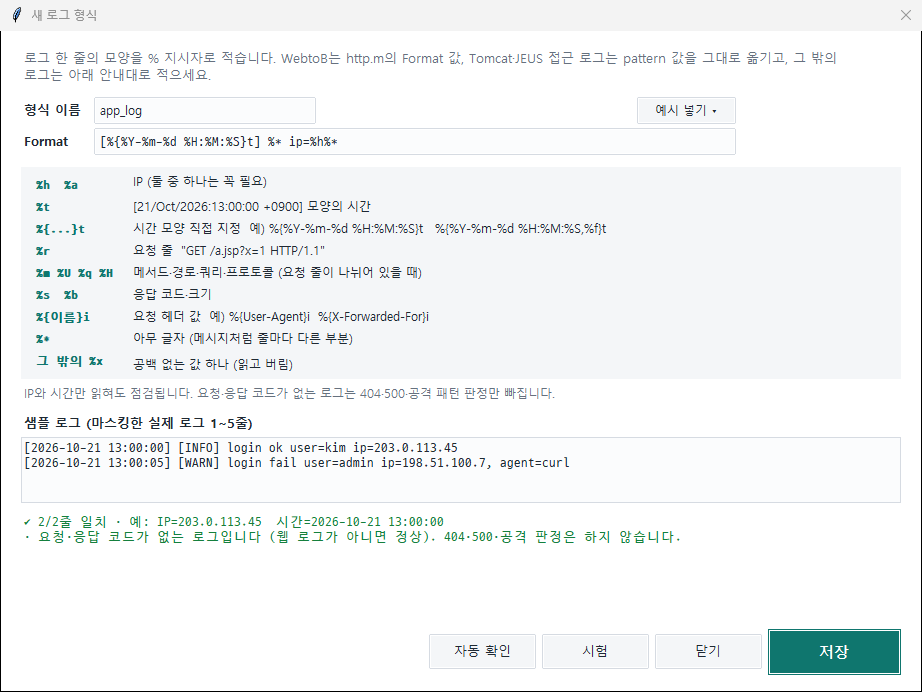 새 로그 형식
로그 한 줄의 모양을 % 지시자로 적습니다. WebtoB는 http.m의 Format 값, Tomcat·JEUS 접근 로그는 pattern 값을 그대로 옮기고, 그 밖의
로그는 아래 안내대로 적으세요.
형식 이름 app_log 예시 넣기 ▾
Format [%{%Y-%m-%d %H:%M:%S}t] %* ip=%h%*
%h %a IP (둘 중 하나는 꼭 필요)
%t [21/Oct/2026:13:00:00 +0900] 모양의 시간
%{...}t 시간 모양 직접 지정 예) %{%Y-%m-%d %H:%M:%S}t %{%Y-%m-%d %H:%M:%S,%f}t
%r 요청 줄 "GET /a.jsp?x=1 HTTP/1.1"
%m %U %q %H 메서드·경로·쿼리·프로토콜 (요청 줄이 나뉘어 있을 때)
%s %b 응답 코드·크기
%{이름}i 요청 헤더 값 예) %{User-Agent}i %{X-Forwarded-For}i
%* 아무 글자 (메시지처럼 줄마다 다른 부분)
그 밖의 %x 공백 없는 값 하나 (읽고 버림)
IP와 시간만 읽혀도 점검됩니다. 요청·응답 코드가 없는 로그는 404·500·공격 패턴 판정만 빠집니다.
샘플 로그 (마스킹한 실제 로그 1~5줄)
[2026-10-21 13:00:00] [INFO] login ok user=kim ip=203.0.113.45
[2026-10-21 13:00:05] [WARN] login fail user=admin ip=198.51.100.7, agent=curl
✔ 2/2줄 일치 · 예: IP=203.0.113.45 시간=2026-10-21 13:00:00
· 요청·응답 코드가 없는 로그입니다 (웹 로그가 아니면 정상). 404·500·공격 판정은 하지 않습니다.
자동 확인 시험 닫기 저장